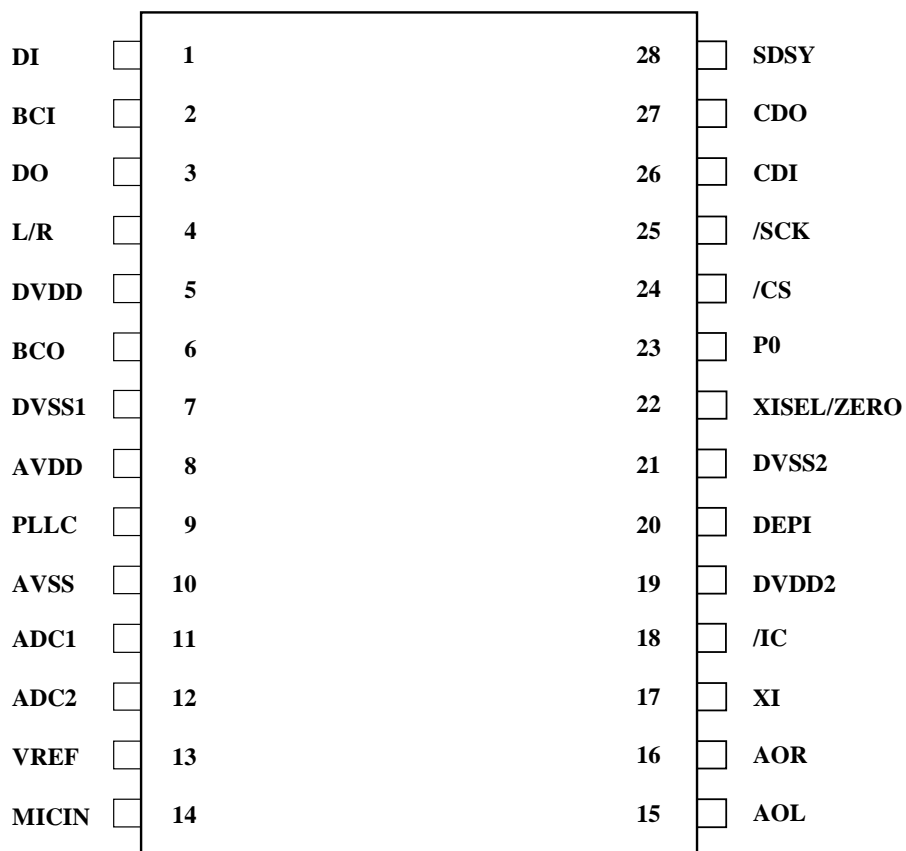 DI 1 28 SDSY
BCI 2 27 CDO
DO 3 26 CDI
L/R 4 25 /SCK
DVDD 5 24 /CS
BCO 6 23 P0
DVSS1 7 22 XISEL/ZERO
AVDD 8 21 DVSS2
PLLC 9 20 DEPI
AVSS 10 19 DVDD2
ADC1 11 18 /IC
ADC2 12 17 XI
VREF 13 16 AOR
MICIN 14 15 AOL